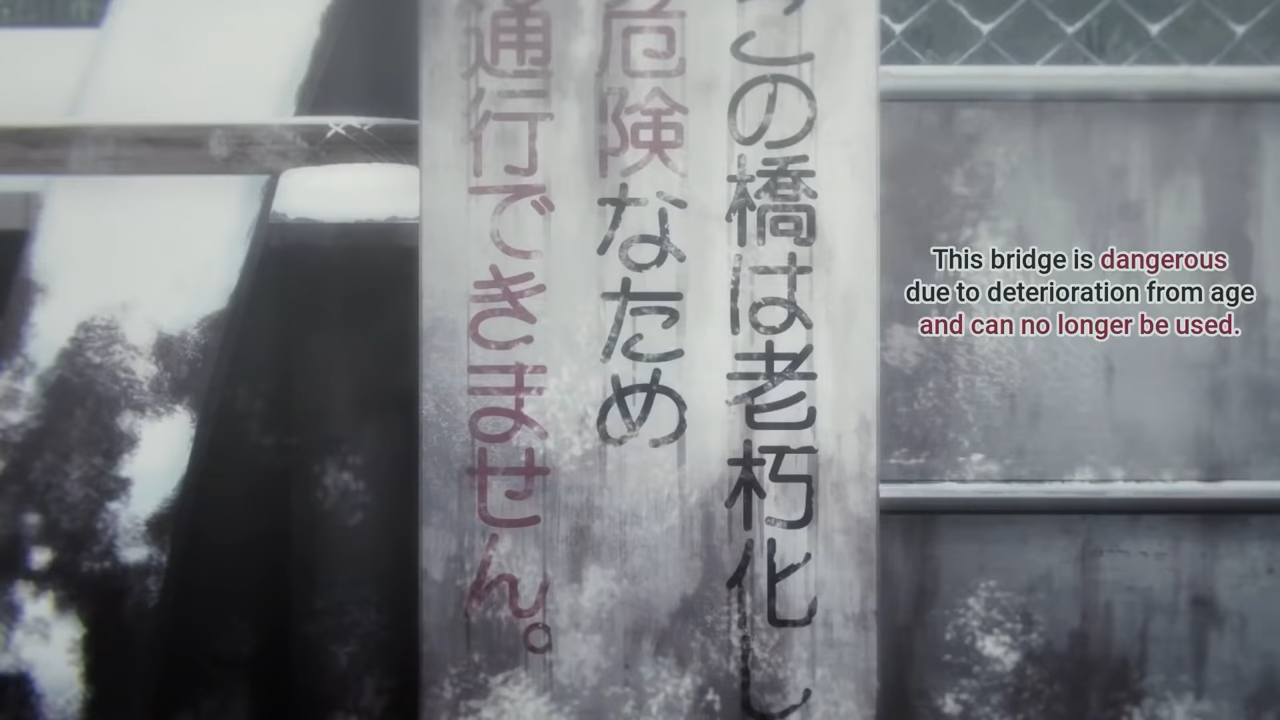 この橋は老朽化し
危険なため
通行できません。
This bridge is dangerous
due to deterioration from age
and can no longer be used.